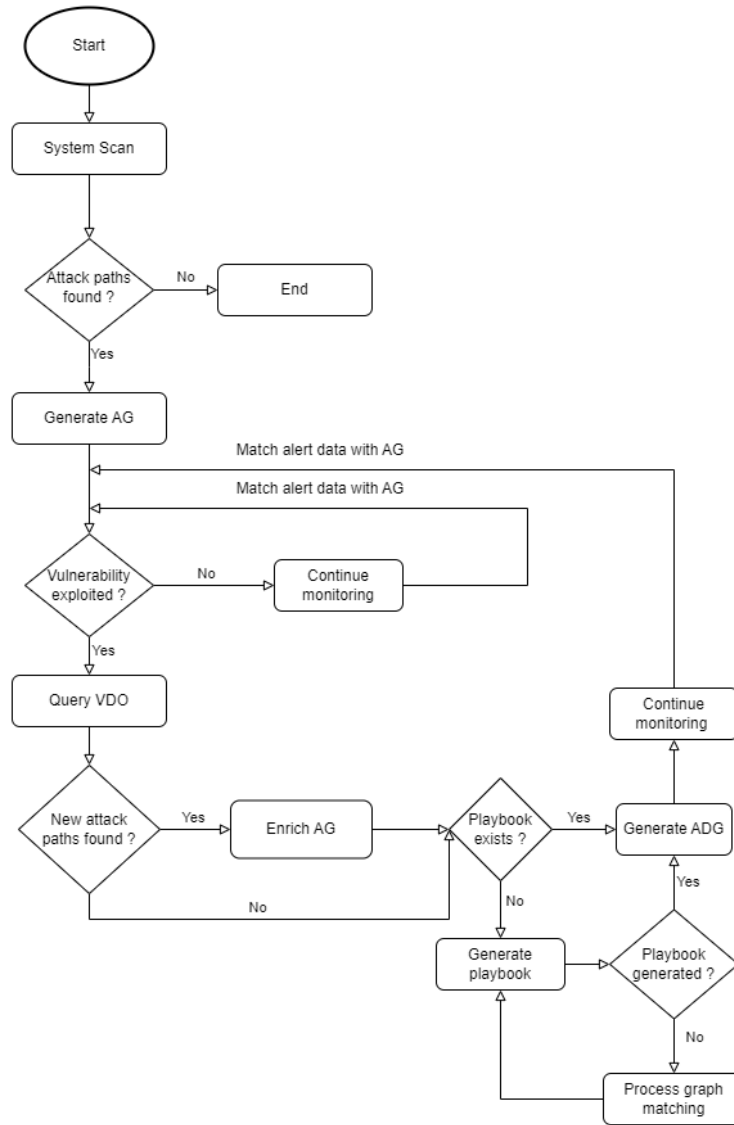 Start
System Scan
Attack paths
found ?
No
End
Yes
Generate AG
Match alert data with AG
Match alert data with AG
Vulnerability
exploited ?
No
Continue
monitoring
Yes
Query VDO
Continue
monitoring
New attack
paths found ?
Yes
Enrich AG
Playbook
exists ?
Yes
Generate ADG
No
No
Yes
Generate
playbook
Playbook
generated ?
No
Process graph
matching